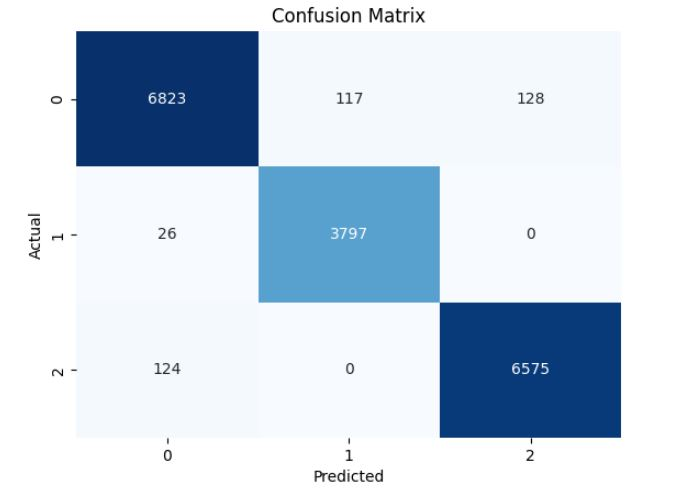 Confusion Matrix
0 6823 117 128
Actual
1 26 3797 0
2 124 0 6575
0 1 2
Predicted